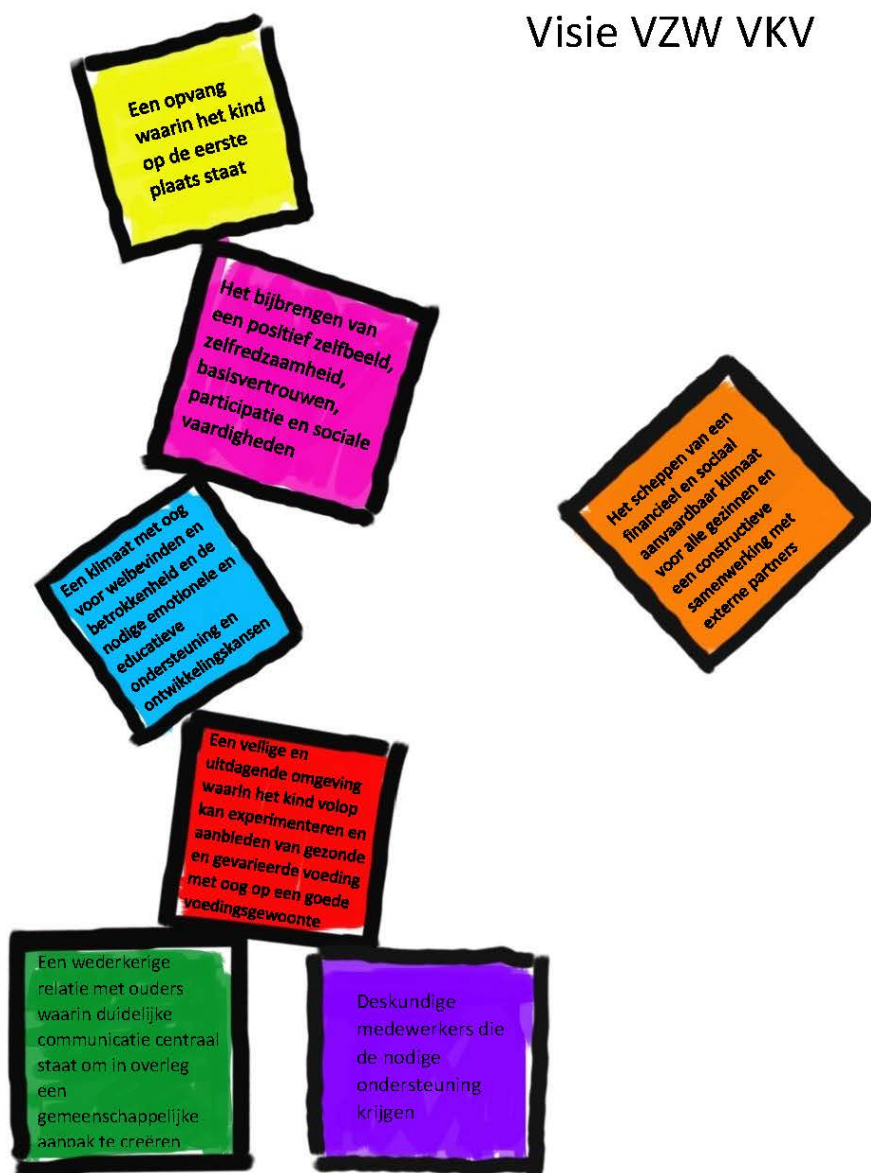 Visie VZW VKV
Een opvang
waarin het kind
op de eerste
plaats staat
Het bijbrengen van
een positief zelfbeeld,
zelfredzaamheid,
basisvertrouwen,
participatie en sociale
vaardigheden
Het scheppen van een
financieel en sociaal
aanvaardbaar klimaat
voor alle gezinnen en
een constructieve
samenwerking met
externe partners
Een klimaat met oog
voor welbevinden en
betrokkenheid en de
nodige emotionele en
educatieve
ondersteuning en
ontwikkelingskansen
Een veilige en
uitdagende omgeving
waarin het kind volop
kan experimenteren en
aanbieden van gezonde
en gevarieerde voeding
met oog op een goede
voedingsgewoonte
Een wederkerige
relatie met ouders
waarin duidelijke
communicatie centraal
staat om in overleg
een
gemeenschappelijke
aanpak te creëren
Deskundige
medewerkers die
de nodige
ondersteuning
krijgen